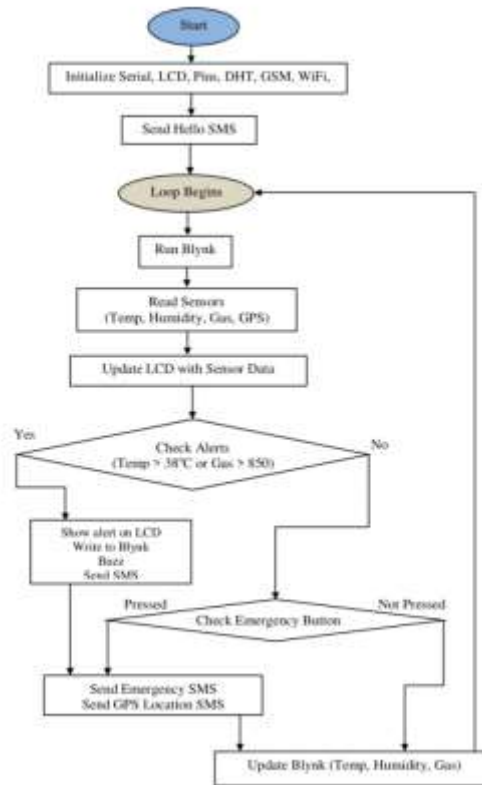 Start
Initialize Serial, LCD, Pins, DHT, GSM, WiFi,
Send Hello SMS
Loop Begins
Run Blynk
Read Sensors
(Temp, Humidity, Gas, GPS)
Update LCD with Sensor Data
Yes
No
Check Alerts
(Temp > 38°C or Gas > 850)
Show alert on LCD
Write to Blynk
Buzz
Send SMS
Pressed
Not Pressed
Check Emergency Button
Send Emergency SMS
Send GPS Location SMS
Update Blynk (Temp, Humidity, Gas)